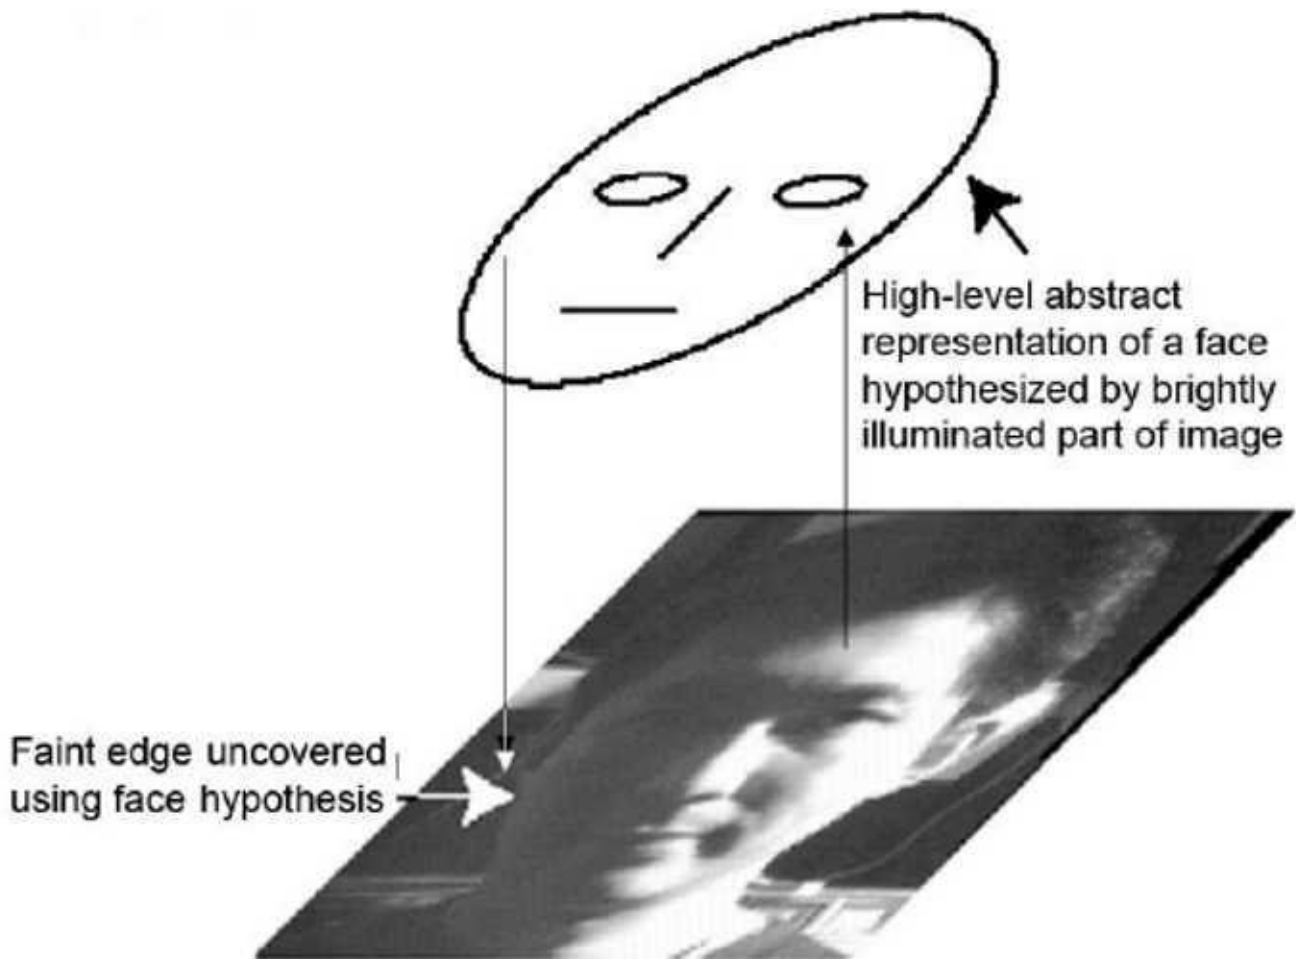 High-level abstract
representation of a face
hypothesized by brightly
illuminated part of image
Faint edge uncovered
using face hypothesis